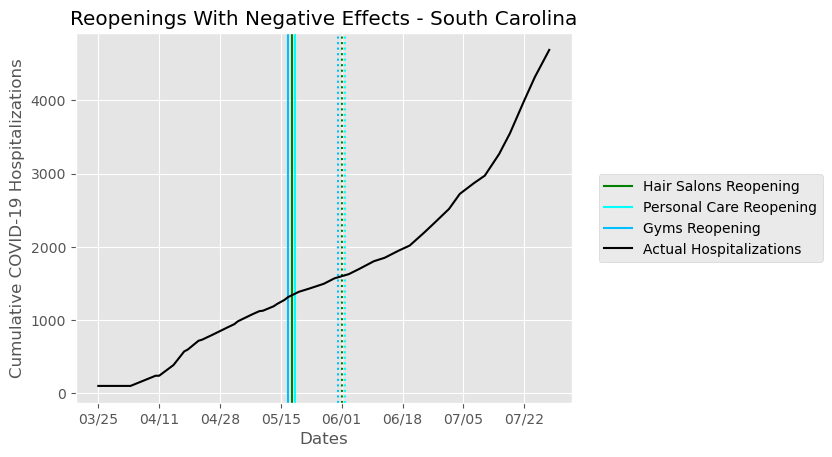 Reopenings With Negative Effects - South Carolina
Cumulative COVID-19 Hospitalizations
4000
3000
2000
1000
0
03/25 04/11 04/28 05/15 06/01 06/18 07/05 07/22
Dates
Hair Salons Reopening
Personal Care Reopening
Gyms Reopening
Actual Hospitalizations